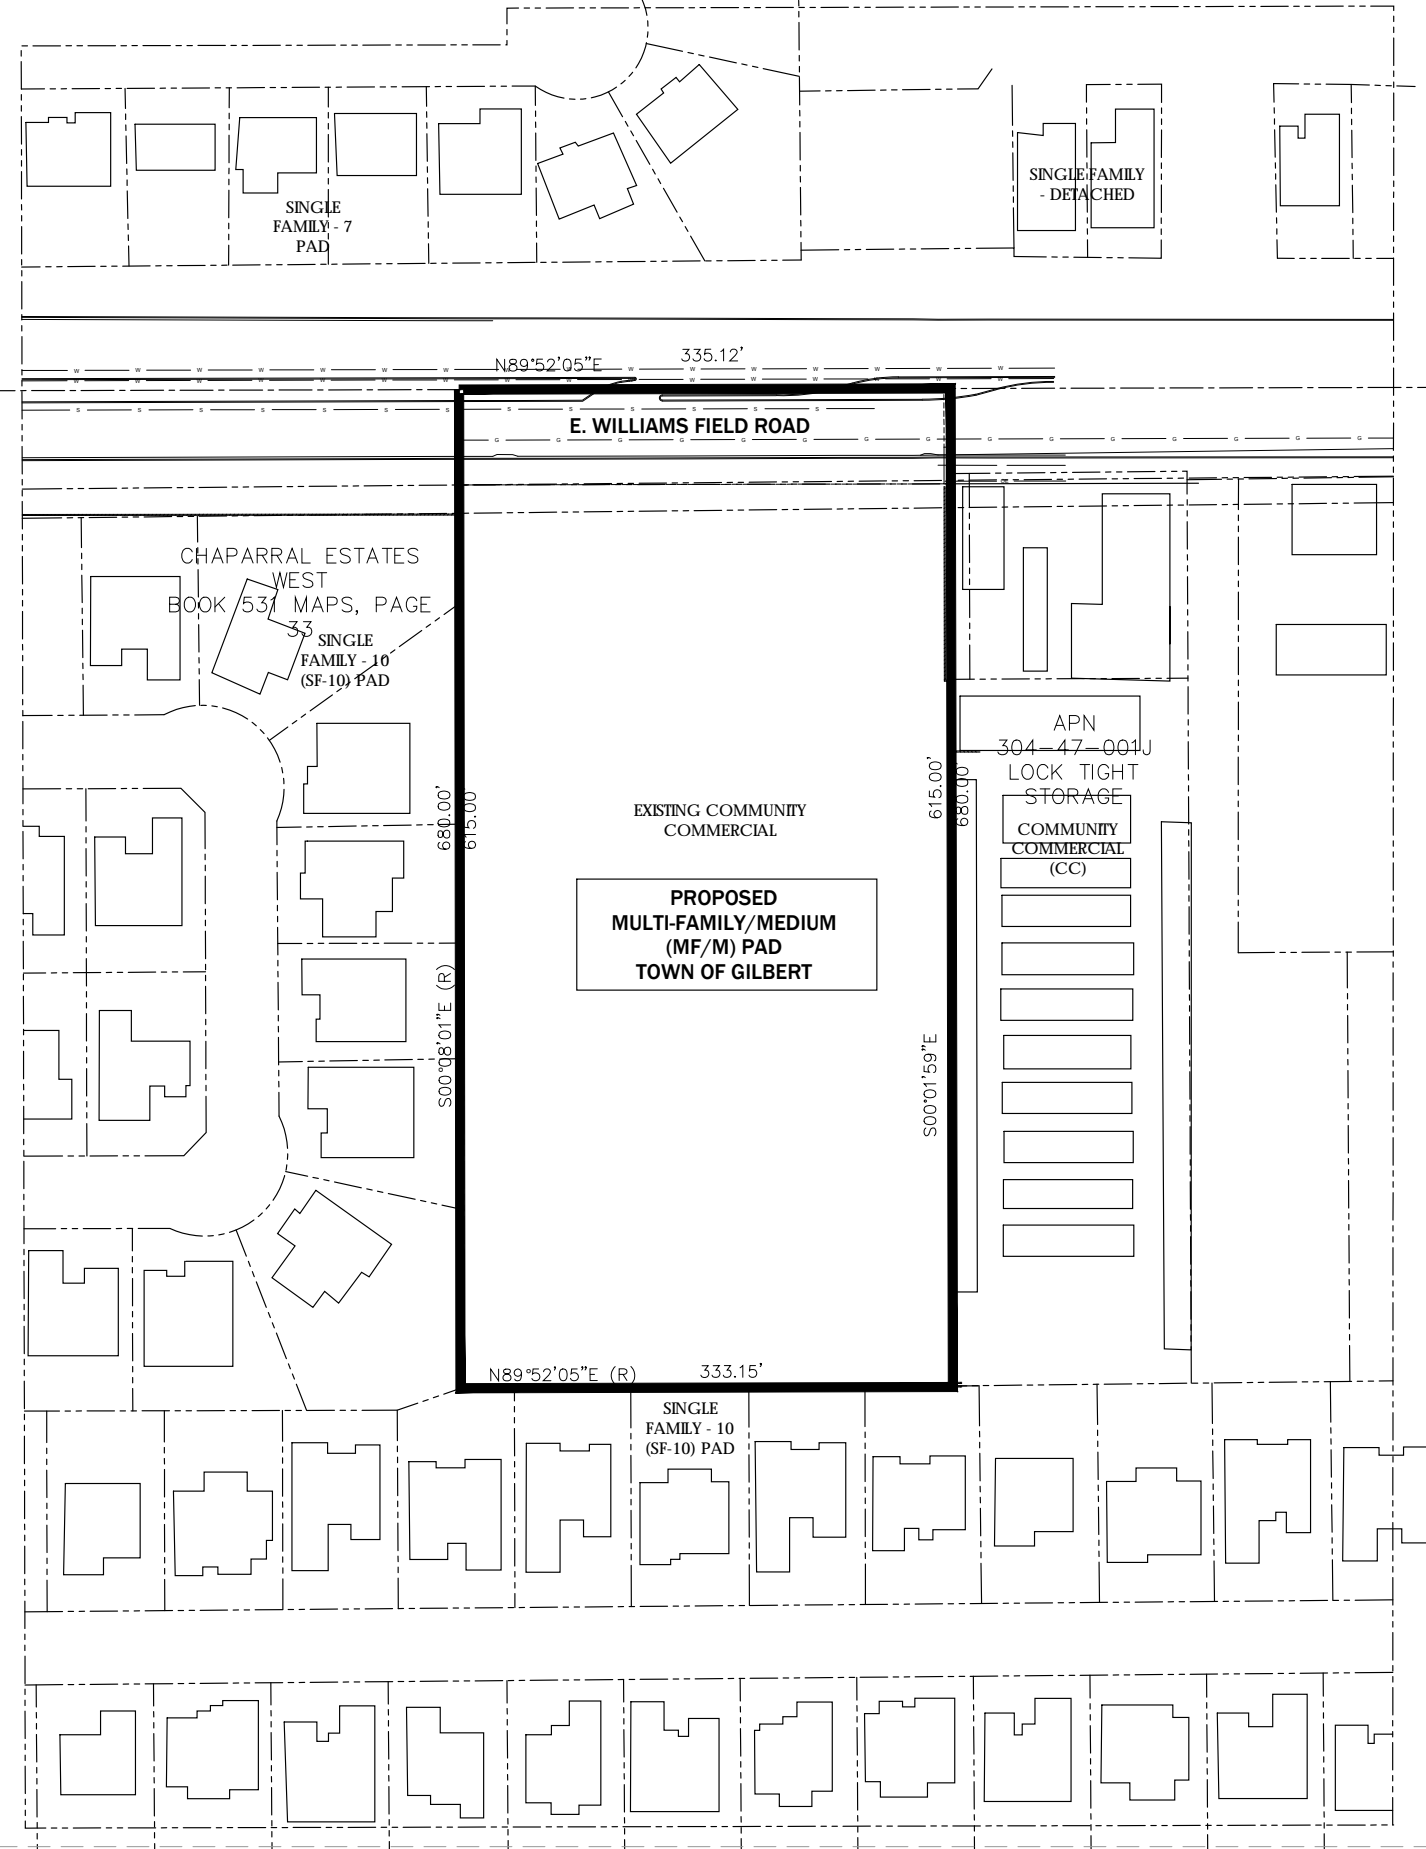 SINGLE
FAMILY - 7
PAD
SINGLE FAMILY
- DETACHED
N89°52'05"E
335.12'
W W W W W W W W W W W W W W W W
W W W W W W W W W W W W W W W W
S S S S S S S S S S S S S
E. WILLIAMS FIELD ROAD
G G G G G G G G G G G G G G G
CHAPARRAL ESTATES
WEST
BOOK 531 MAPS, PAGE
33
SINGLE
FAMILY - 10
(SF-10) PAD
APN
304-47-001J
LOCK TIGHT
STORAGE
COMMUNITY
COMMERCIAL
(CC)
680.00'
615.00'
615.00'
680.00'
EXISTING COMMUNITY
COMMERCIAL
PROPOSED
MULTI-FAMILY/MEDIUM
(MF/M) PAD
TOWN OF GILBERT
S00°08'01"E (R)
S00°01'59"E
N89°52'05"E (R)
333.15'
SINGLE
FAMILY - 10
(SF-10) PAD